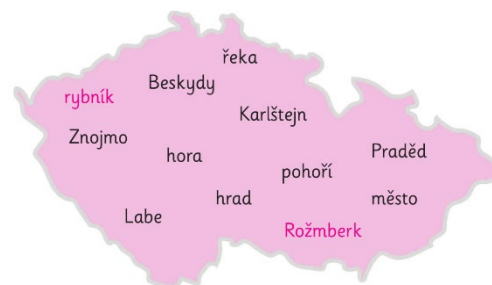 řeka
Beskydy
rybník
Karlštejn
Znojmo
hora
Praděd
pohoří
hrad
město
Labe
Rožmberk